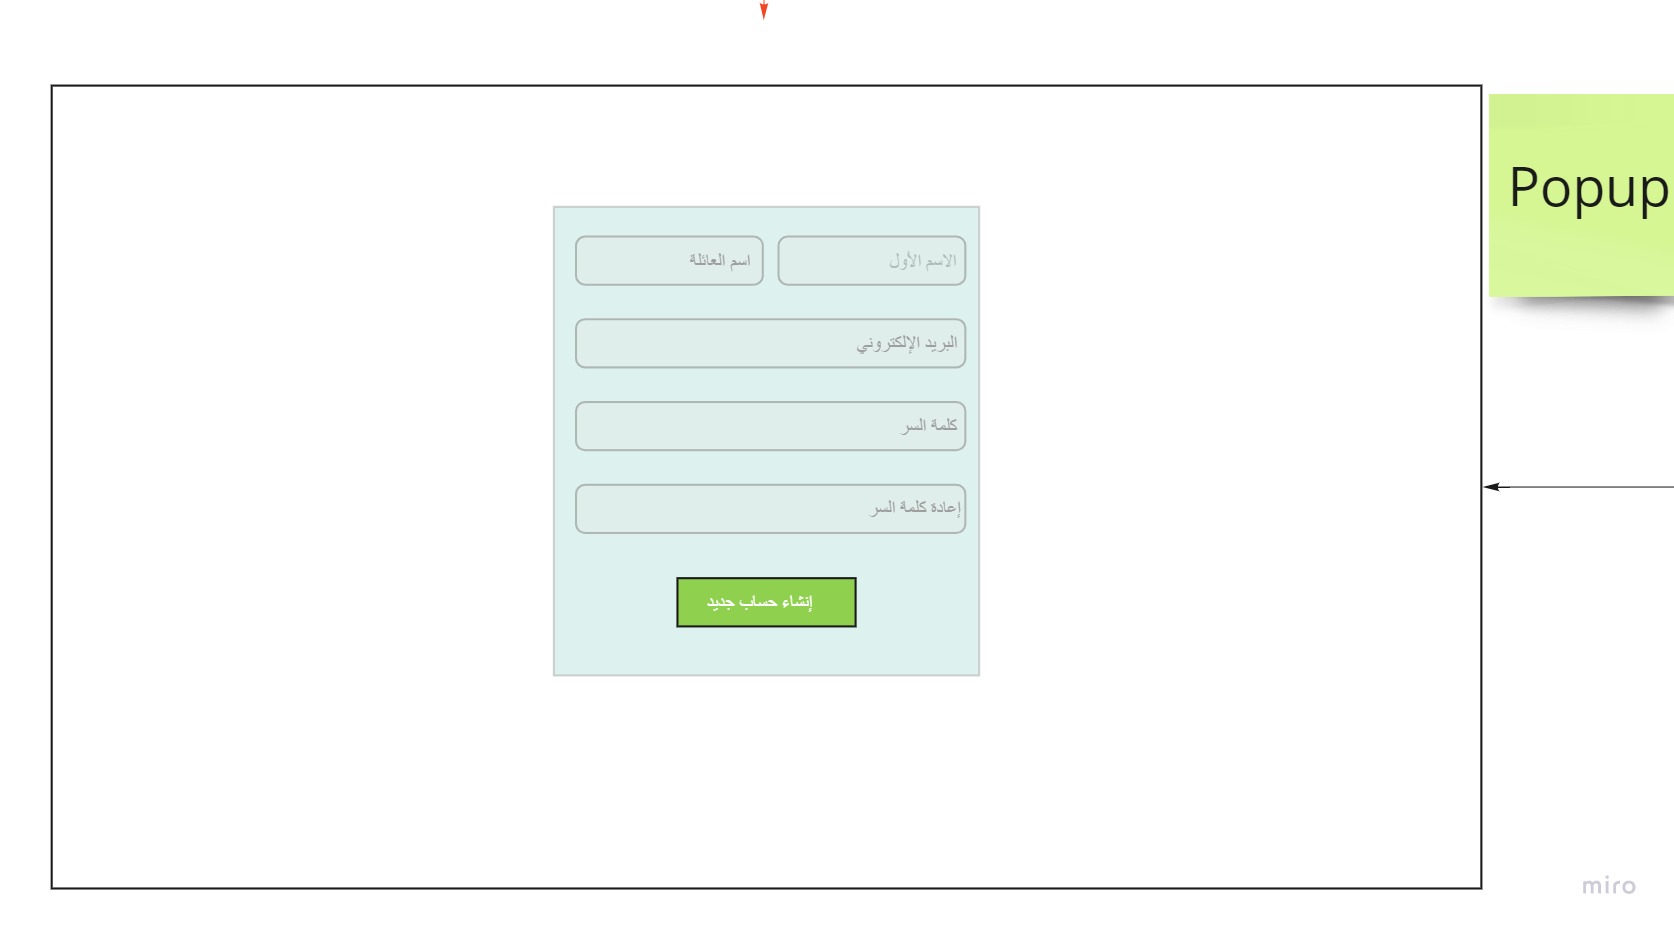 Popup
الاسم الأول
اسم العائلة
البريد الإلكتروني
كلمة السر
إعادة كلمة السر
إنشاء حساب جديد
miro